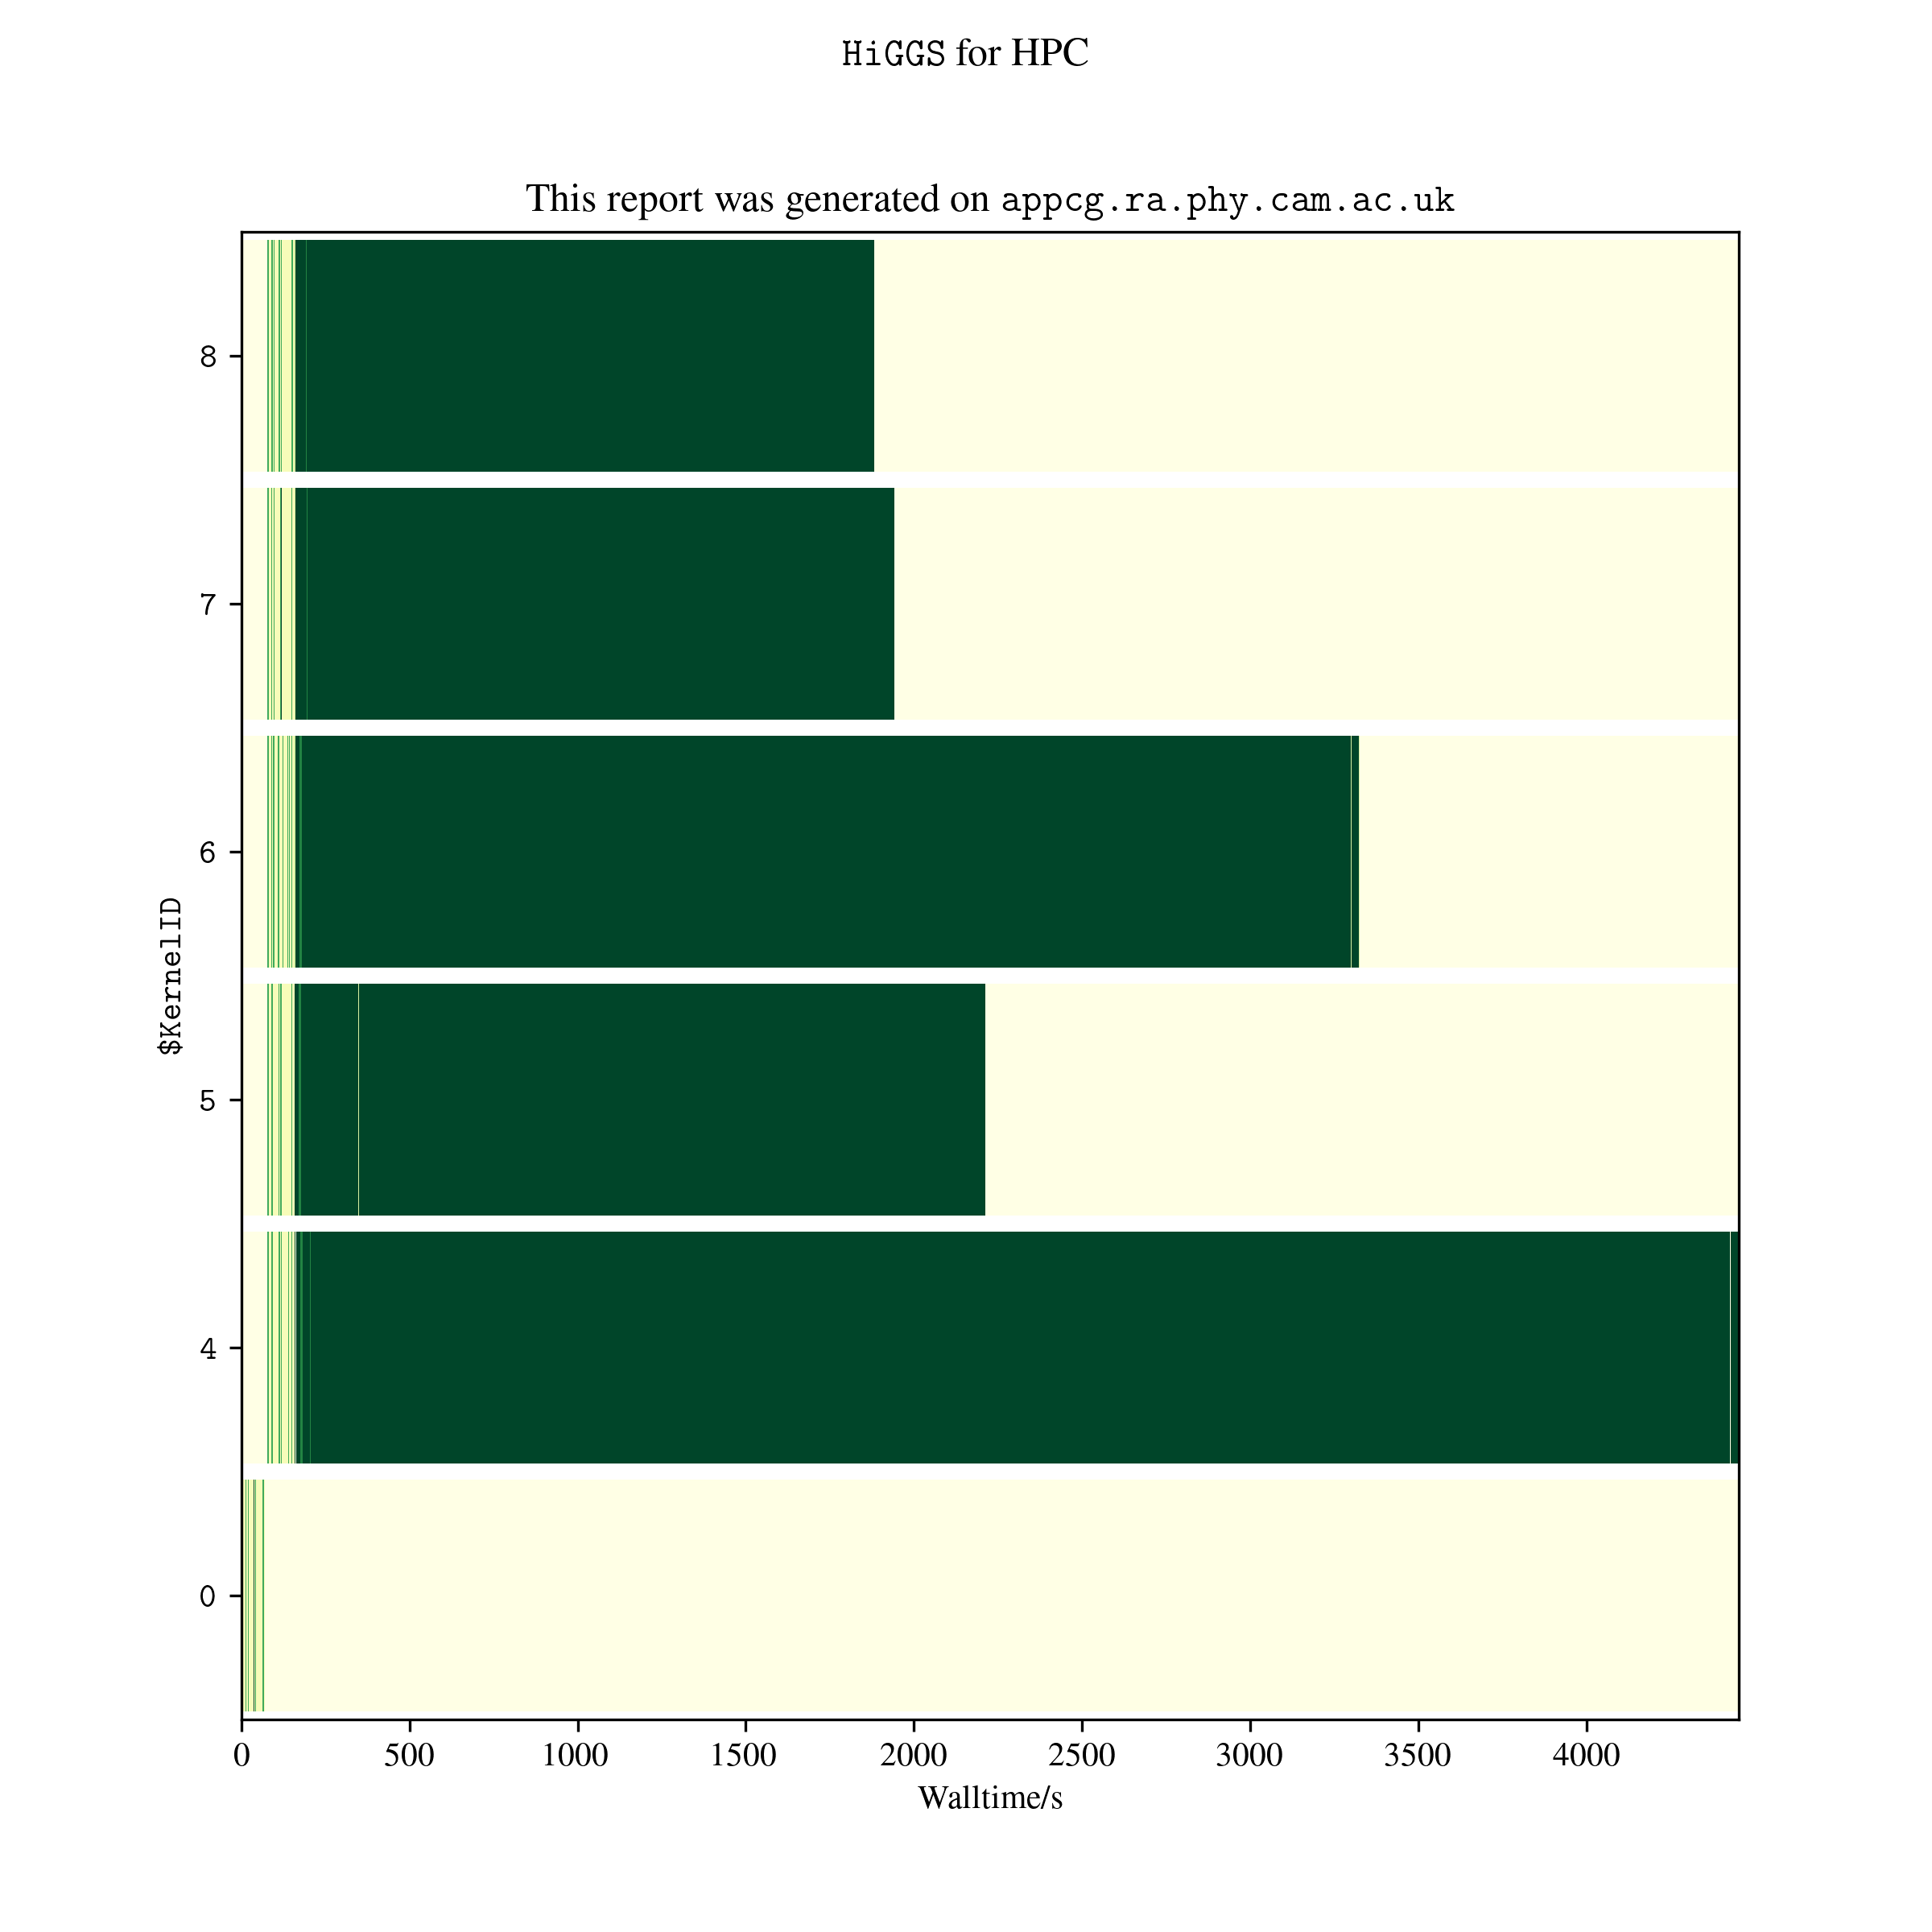 HiGGS for HPC
This report was generated on appcg.ra.phy.cam.ac.uk
8
7
6
5
4
0
$KernelID
0 500 1000 1500 2000 2500 3000 3500 4000
Walltime/s